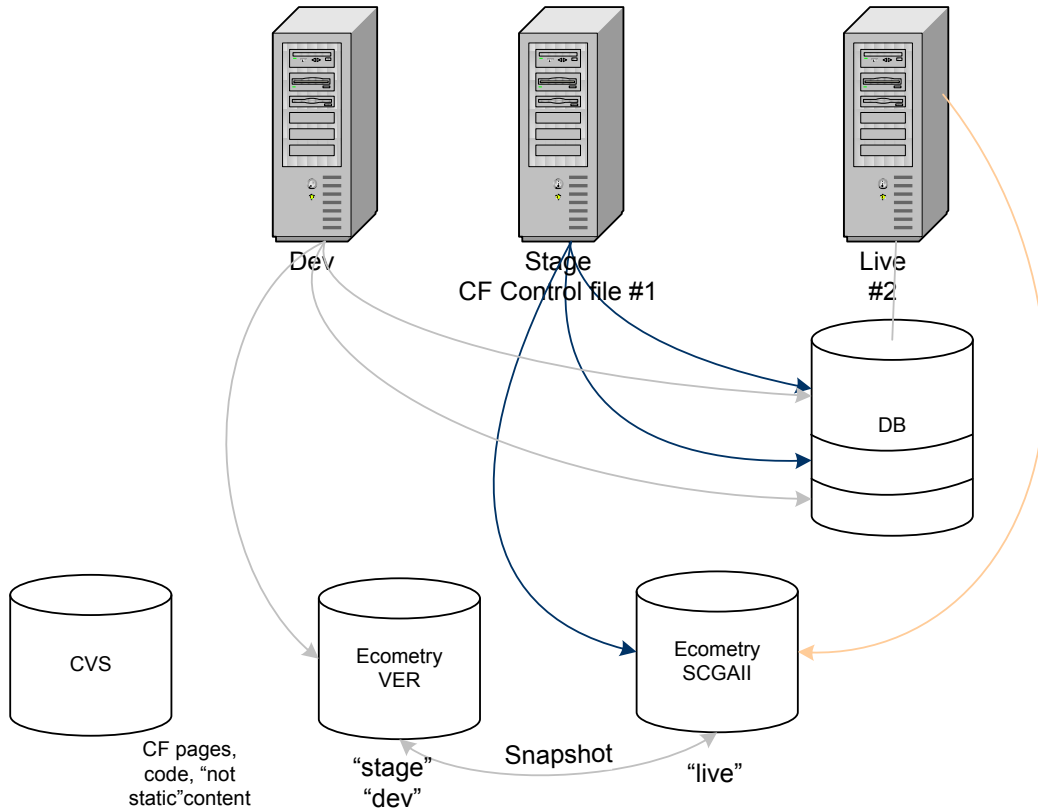 Dev
Stage
CF Control file #1
Live
#2
DB
CVS
Ecometry
VER
Ecometry
SCGAII
CF pages,
code, “not
static”content
“stage”
“dev”
Snapshot
“live”